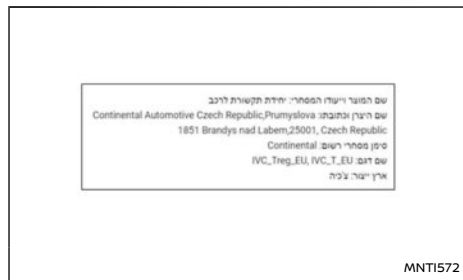 שם המוצר וייעודו המסחרי: יחידת תקשורת לרכב
שם היצרן וכתובתו: Continental Automotive Czech Republic,Prumyslova
1851 Brandys nad Labem,25001, Czech Republic
סימן מסחרי רשום: Continental
שם דגם: IVC_Treg_EU, IVC_T_EU
ארץ ייצור: צ'כיה
MNTI572